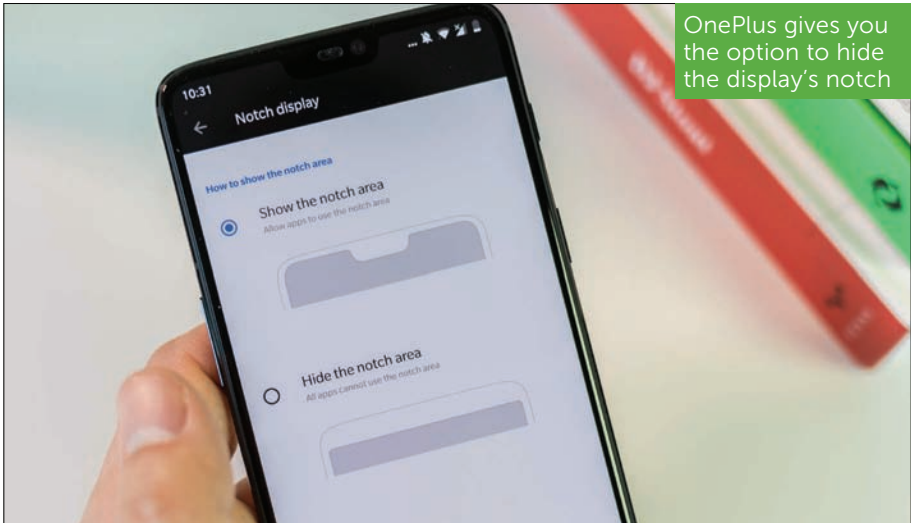 OnePlus gives you
the option to hide
the display’s notch
10:31
Notch display
How to show the notch area
Show the notch area
Allow apps to use the notch area
Hide the notch area
All apps cannot use the notch area